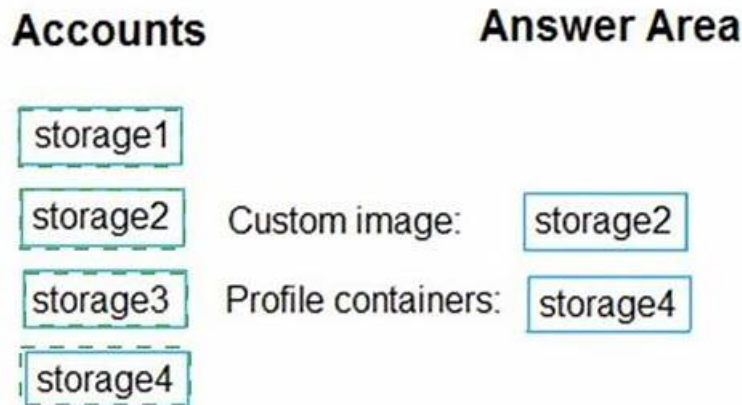 Accounts
Answer Area
storage1
storage2
Custom image:
storage2
storage3
Profile containers:
storage4
storage4